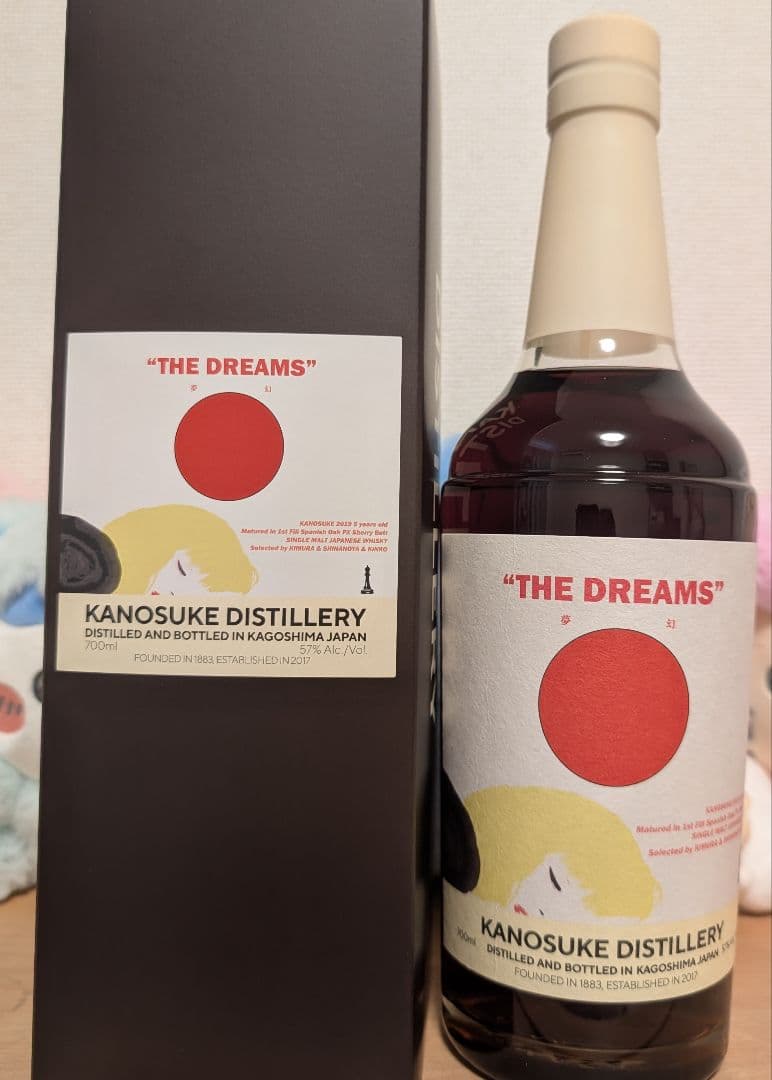 “THE DREAMS”
夢 幻
KANOSUKE 2019 5 years old
Matured in 1st Fill Spanish Oak PX Sherry Butt
SINGLE MALT JAPANESE WHISKY
Selected by KIMURA & SHINANOYA & KINKO
KANOSUKE DISTILLERY
DISTILLED AND BOTTLED IN KAGOSHIMA JAPAN
700ml 57% Alc./Vol.
FOUNDED IN 1883, ESTABLISHED IN 2017
“THE DREAMS”
夢 幻
Matured in 1st Fill Spanish Oak
SINGLE MALT
Selected by KIMURA &
KANOSUKE DISTILLERY
700ml DISTILLED AND BOTTLED IN KAGOSHIMA JAPAN
FOUNDED IN 1883, ESTABLISHED IN 2017